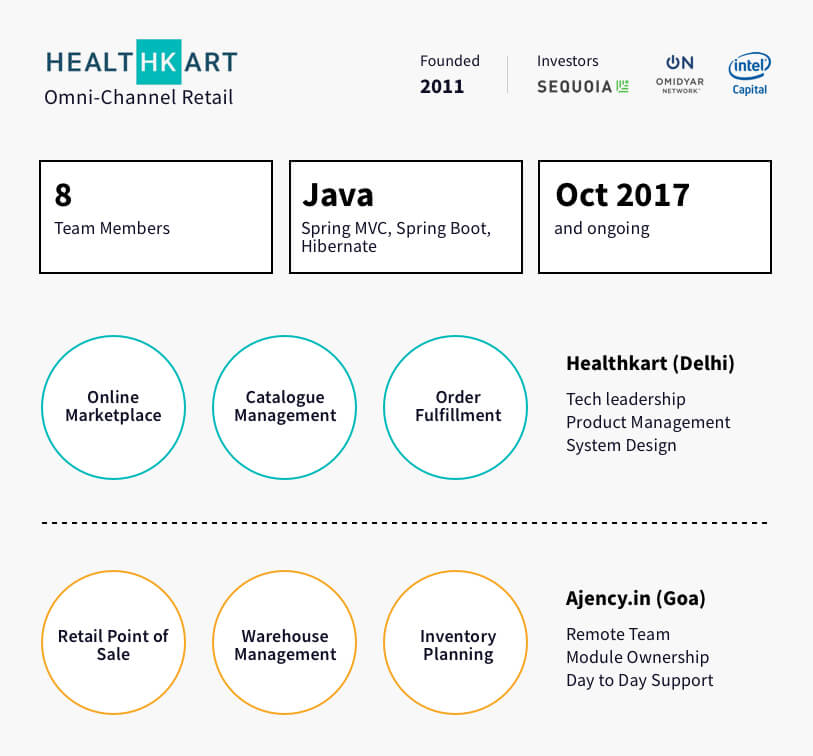 HEALTHKART
Omni-Channel Retail
Founded
2011
Investors
SEQUOIA
ON
OMIDYAR
NETWORK™
intel
Capital
8
Team Members
Java
Spring MVC, Spring Boot,
Hibernate
Oct 2017
and ongoing
Online
Marketplace
Catalogue
Management
Order
Fulfillment
Healthkart (Delhi)
Tech leadership
Product Management
System Design
Retail Point of
Sale
Warehouse
Management
Inventory
Planning
Ajency.in (Goa)
Remote Team
Module Ownership
Day to Day Support